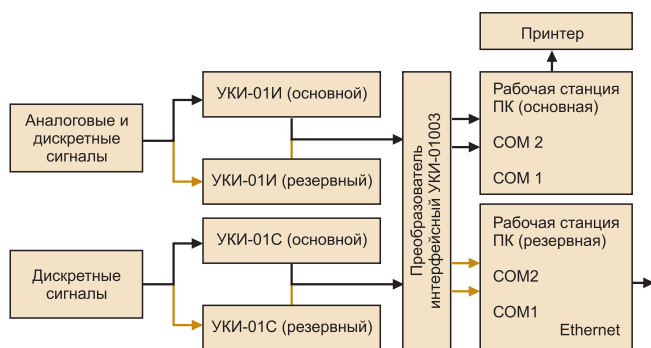 Принтер
Аналоговые и
дискретные
сигналы
УКИ-01И (основной)
УКИ-01И (резервный)
Дискретные
сигналы
УКИ-01С (основной)
УКИ-01С (резервный)
Преобразователь
интерфейсный УКИ-01003
Рабочая станция
ПК (основная)
COM 2
COM 1
Рабочая станция
ПК (резервная)
COM2
COM1
Ethernet